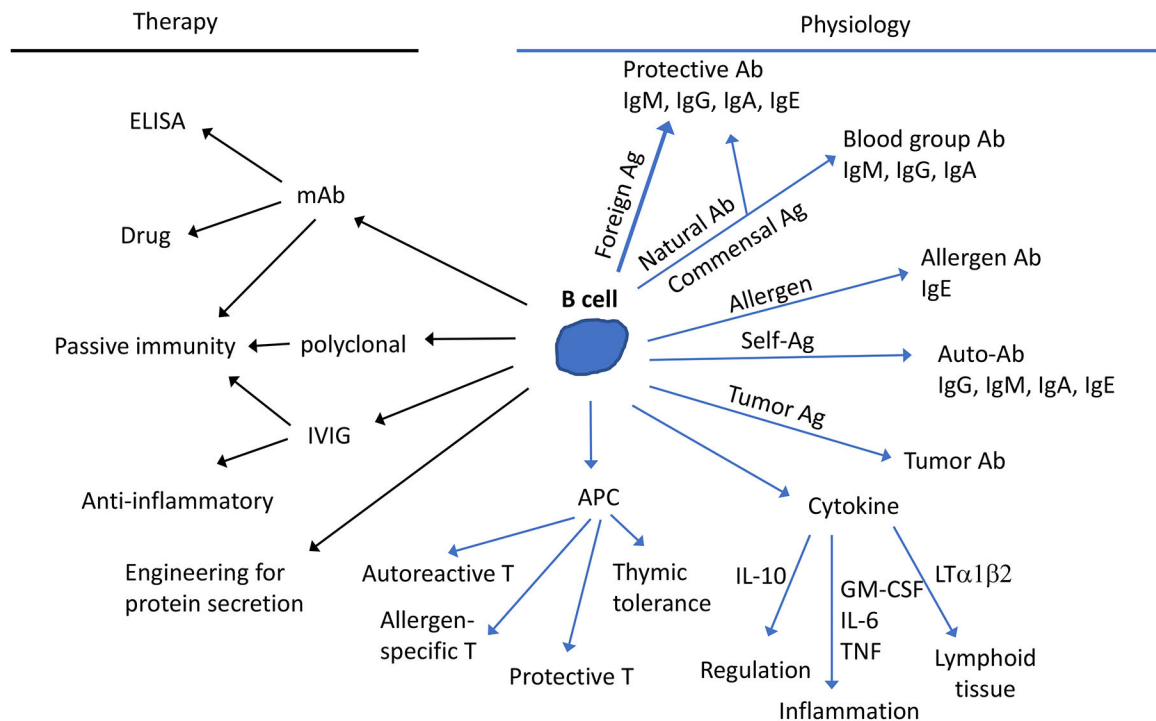 Therapy
Physiology
ELISA
mAb
Drug
Passive immunity
polyclonal
IVIG
Anti-inflammatory
Engineering for
protein secretion
B cell
Foreign Ag
Protective Ab
IgM, IgG, IgA, IgE
Natural Ab
Commensal Ag
Blood group Ab
IgM, IgG, IgA
Allergen
Allergen Ab
IgE
Self-Ag
Auto-Ab
IgG, IgM, IgA, IgE
Tumor Ag
Tumor Ab
APC
Autoreactive T
Allergen-
specific T
Protective T
Thymic
tolerance
Cytokine
IL-10
Regulation
GM-CSF
IL-6
TNF
Inflammation
LTα1β2
Lymphoid
tissue